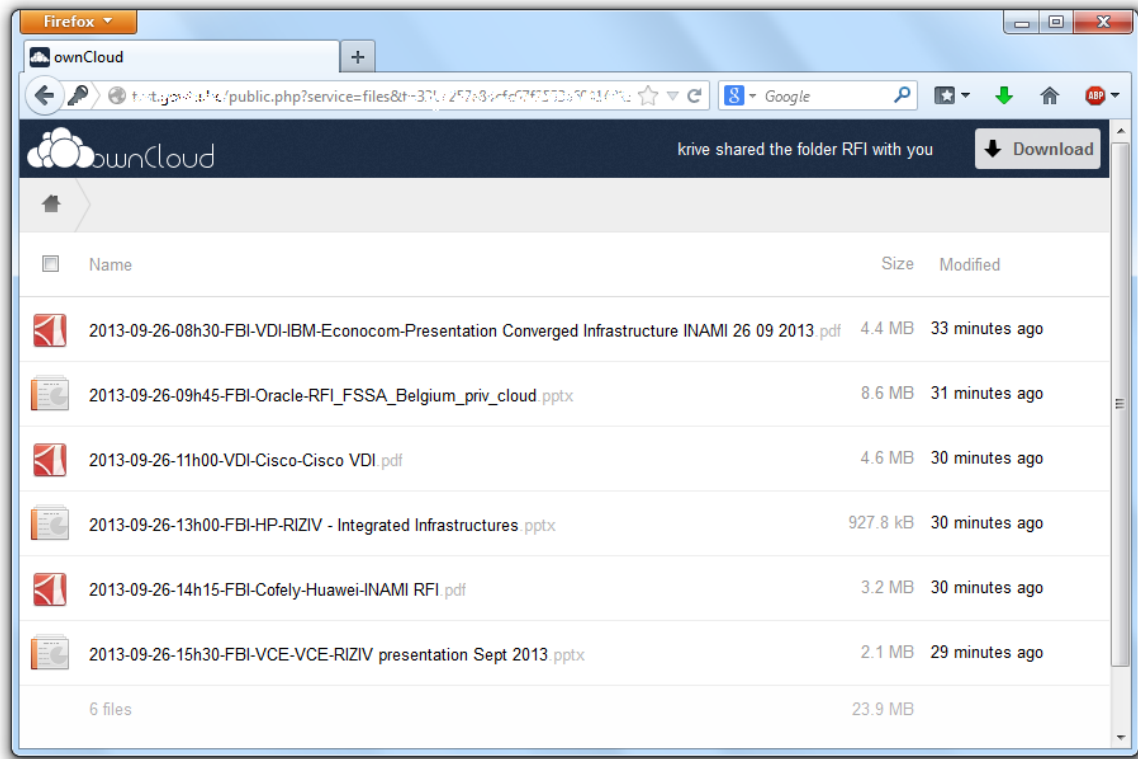 Firefox
ownCloud
/public.php?service=files&t=
Google
ABP
ownCloud
krive shared the folder RFI with you
Download
Name Size Modified
2013-09-26-08h30-FBI-VDI-IBM-Econocom-Presentation Converged Infrastructure INAMI 26 09 2013.pdf 4.4 MB 33 minutes ago
2013-09-26-09h45-FBI-Oracle-RFI_FSSA_Belgium_priv_cloud.pptx 8.6 MB 31 minutes ago
2013-09-26-11h00-VDI-Cisco-Cisco VDI.pdf 4.6 MB 30 minutes ago
2013-09-26-13h00-FBI-HP-RIZIV - Integrated Infrastructures.pptx 927.8 kB 30 minutes ago
2013-09-26-14h15-FBI-Cofely-Huawei-INAMI RFI.pdf 3.2 MB 30 minutes ago
2013-09-26-15h30-FBI-VCE-VCE-RIZIV presentation Sept 2013.pptx 2.1 MB 29 minutes ago
6 files 23.9 MB